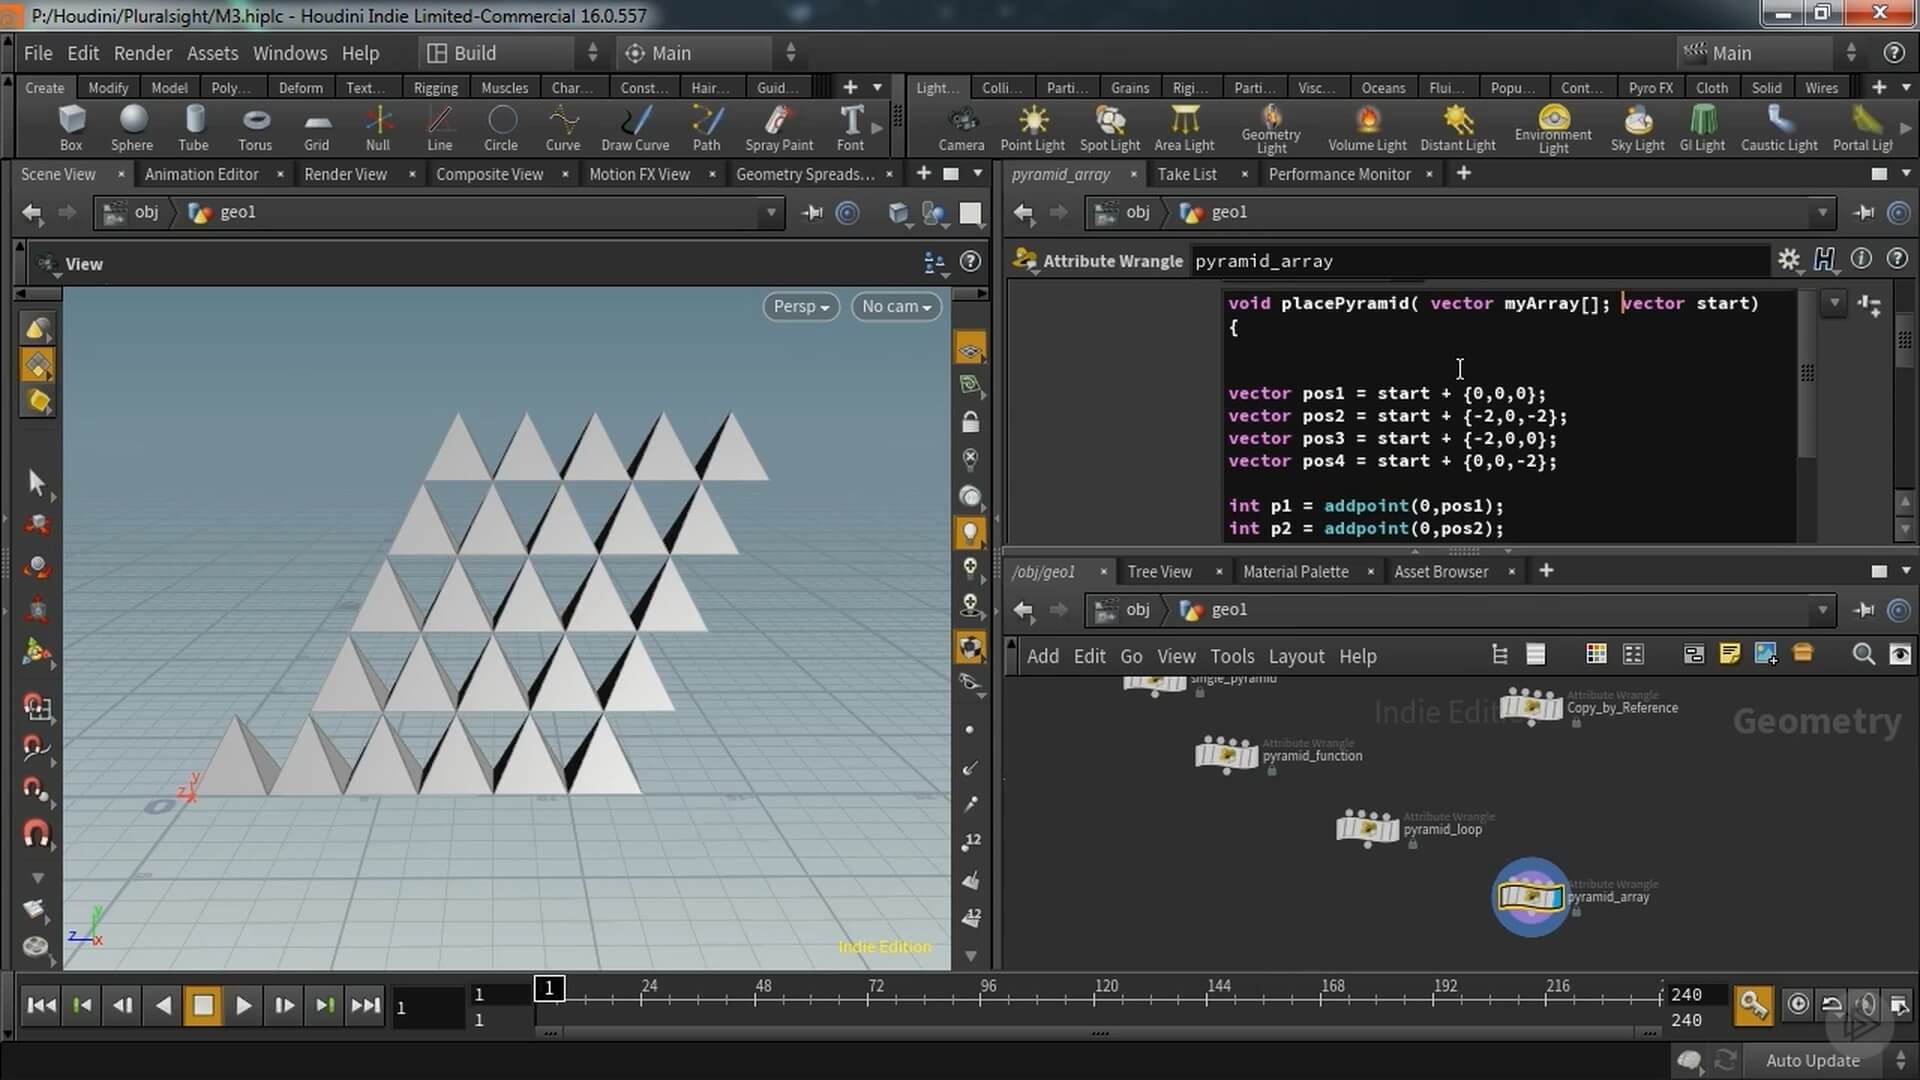 P:/Houdini/Pluralsight/M3.hiplc - Houdini Indie Limited-Commercial 16.0.557
File Edit Render Assets Windows Help Build Main Main
Create Modify Model Poly... Deform Text... Rigging Muscles Char... Const... Hair... Guid...
Light... Colli... Parti... Grains Rigi... Parti... Visc... Oceans Flui... Popu... Cont... Pyro FX Cloth Solid Wires
Box Sphere Tube Torus Grid Null Line Circle Curve Draw Curve Path Spray Paint Font
Camera Point Light Spot Light Area Light Geometry Light Volume Light Distant Light Environment Light Sky Light GI Light Caustic Light Portal Ligh
Scene View Animation Editor Render View Composite View Motion FX View Geometry Spreads...
pyramid_array Take List Performance Monitor
obj geo1
obj geo1
View
Persp No cam
Attribute Wrangle pyramid_array
void placePyramid( vector myArray[]; vector start)
{
vector pos1 = start + {0,0,0};
vector pos2 = start + {-2,0,-2};
vector pos3 = start + {-2,0,0};
vector pos4 = start + {0,0,-2};
int p1 = addpoint(0,pos1);
int p2 = addpoint(0,pos2);
/obj/geo1 Tree View Material Palette Asset Browser
obj geo1
Add Edit Go View Tools Layout Help
single_pyramid
Indie Editi
Geometry
Attribute Wrangle
Copy_by_Reference
Attribute Wrangle
pyramid_function
Attribute Wrangle
pyramid_loop
Attribute Wrangle
pyramid_array
y
z x
y
z x
12
12
Indie Edition
1 1 1
1 24 48 72 96 120 144 168 192 216
240
240
Auto Update